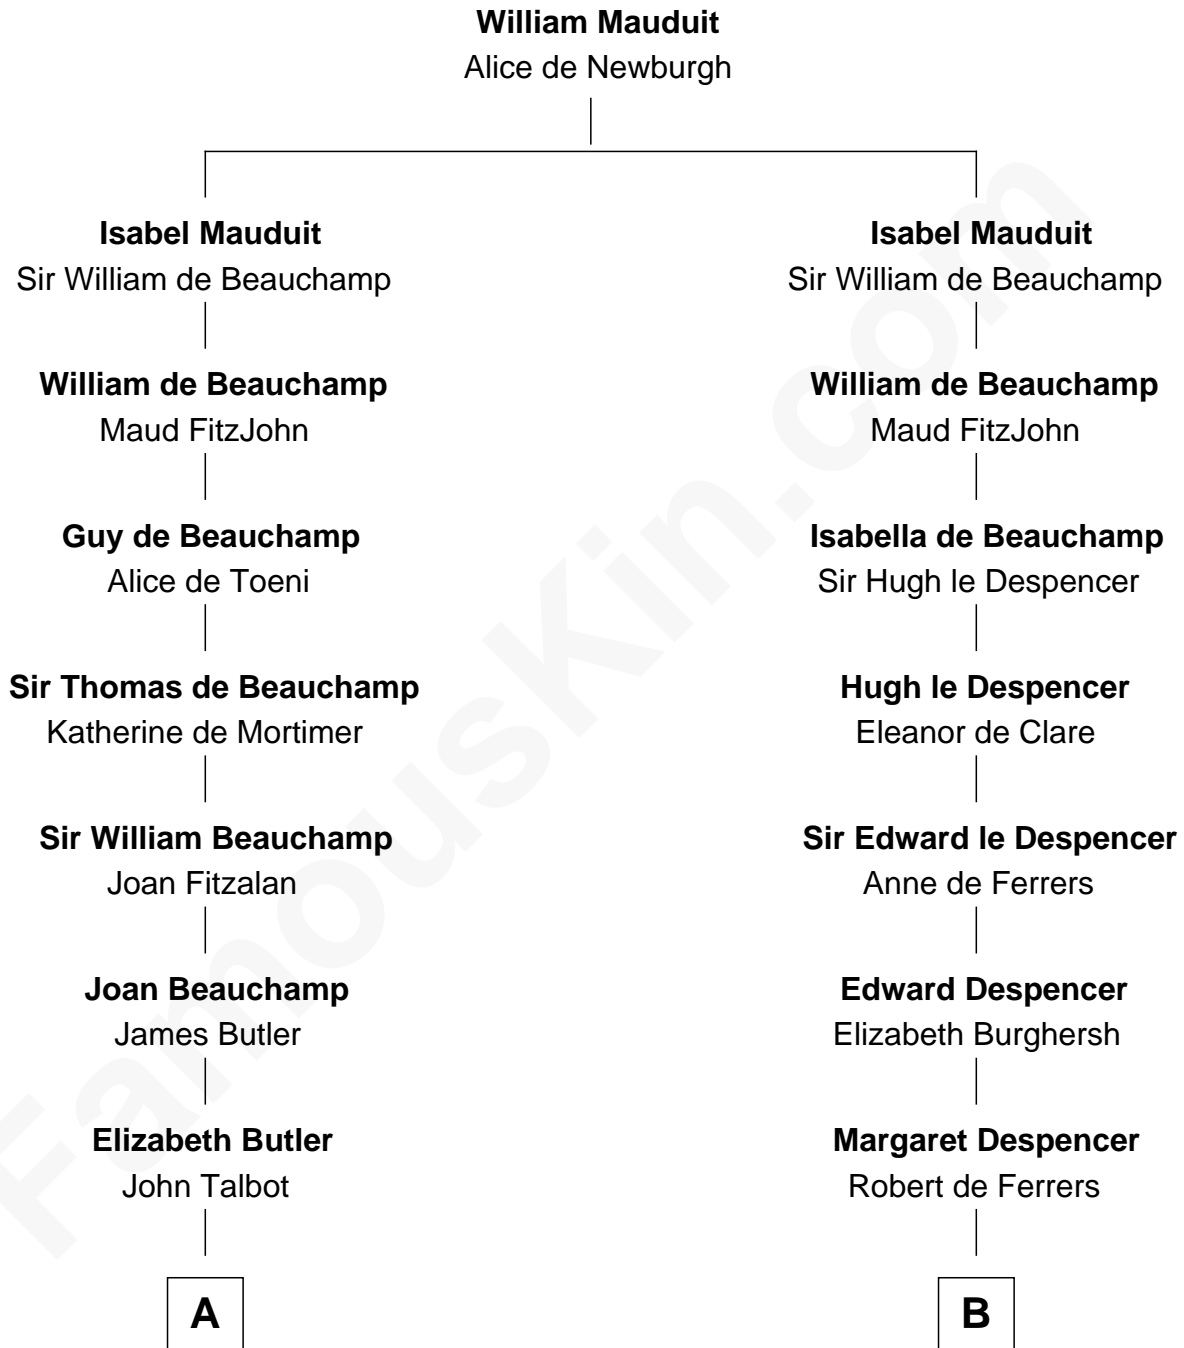 William Mauduit
Alice de Newburgh
Isabel Mauduit
Sir William de Beauchamp
Isabel Mauduit
Sir William de Beauchamp
William de Beauchamp
Maud FitzJohn
William de Beauchamp
Maud FitzJohn
Guy de Beauchamp
Alice de Toeni
Isabella de Beauchamp
Sir Hugh le Despencer
Sir Thomas de Beauchamp
Katherine de Mortimer
Hugh le Despencer
Eleanor de Clare
Sir William Beauchamp
Joan Fitzalan
Sir Edward le Despencer
Anne de Ferrers
Joan Beauchamp
James Butler
Edward Despencer
Elizabeth Burghersh
Elizabeth Butler
John Talbot
Margaret Despencer
Robert de Ferrers
A
B
FamousKin.com